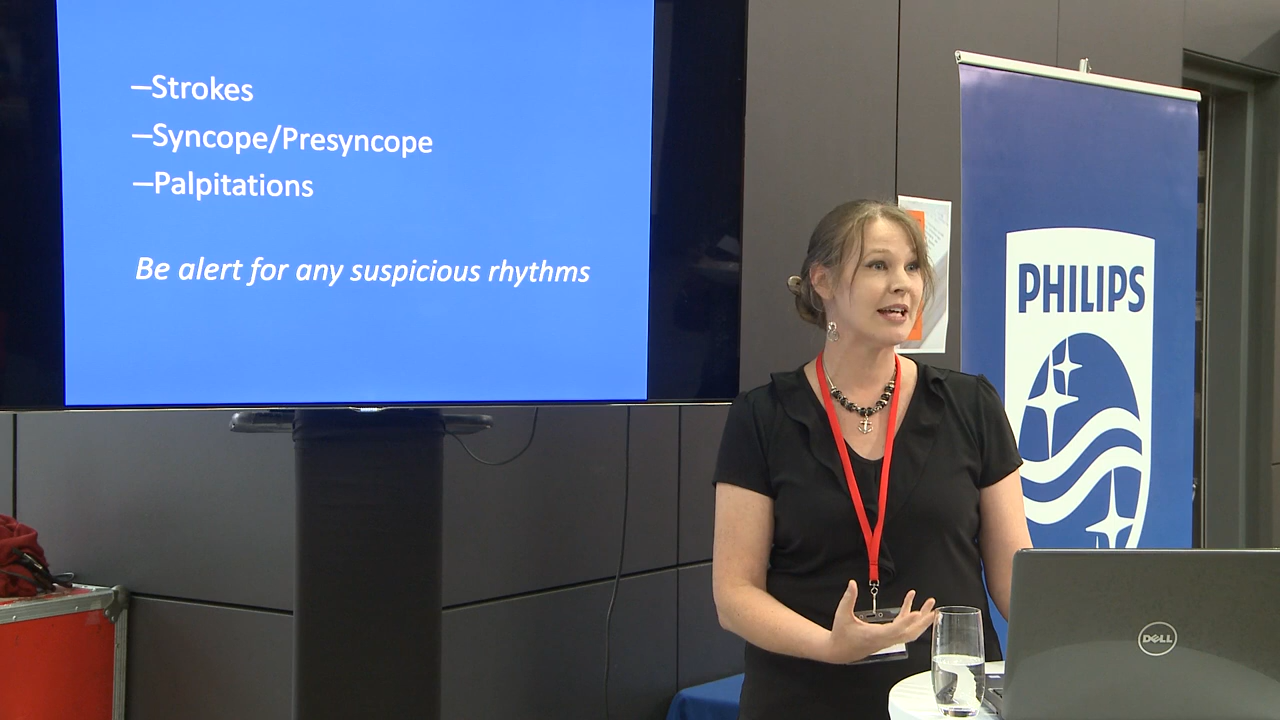 –Strokes
–Syncope/Presyncope
–Palpitations
Be alert for any suspicious rhythms
PHILIPS
DELL